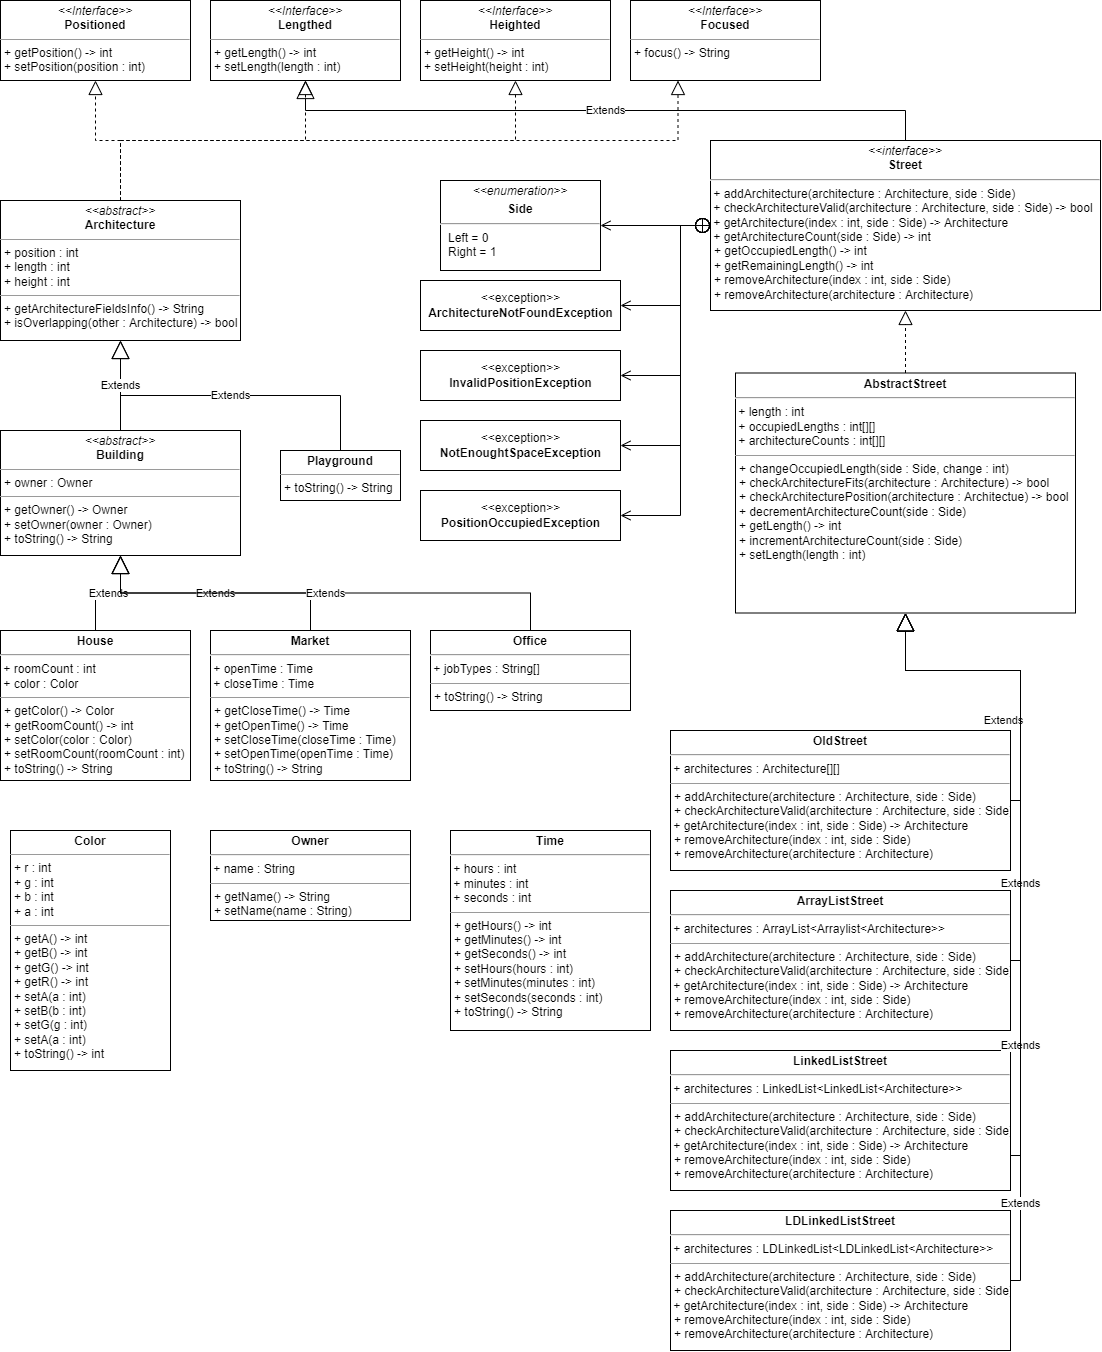 <<Interface>>
Positioned
+ getPosition() -> int
+ setPosition(position : int)
<<Interface>>
Lengthed
+ getLength() -> int
+ setLength(length : int)
<<Interface>>
Heighted
+ getHeight() -> int
+ setHeight(height : int)
<<Interface>>
Focused
+ focus() -> String
Extends
<<interface>>
Street
+ addArchitecture(architecture : Architecture, side : Side)
+ checkArchitectureValid(architecture : Architecture, side : Side) -> bool
+ getArchitecture(index : int, side : Side) -> Architecture
+ getArchitectureCount(side : Side) -> int
+ getOccupiedLength() -> int
+ getRemainingLength() -> int
+ removeArchitecture(index : int, side : Side)
+ removeArchitecture(architecture : Architecture)
<<enumeration>>
Side
Left = 0
Right = 1
<<abstract>>
Architecture
+ position : int
+ length : int
+ height : int
+ getArchitectureFieldsInfo() -> String
+ isOverlapping(other : Architecture) -> bool
<<exception>>
ArchitectureNotFoundException
<<exception>>
InvalidPositionException
<<exception>>
NotEnoughtSpaceException
<<exception>>
PositionOccupiedException
AbstractStreet
+ length : int
+ occupiedLengths : int[][]
+ architectureCounts : int[][]
+ changeOccupiedLength(side : Side, change : int)
+ checkArchitectureFits(architecture : Architecture) -> bool
+ checkArchitecturePosition(architecture : Architectue) -> bool
+ decrementArchitectureCount(side : Side)
+ getLength() -> int
+ incrementArchitectureCount(side : Side)
+ setLength(length : int)
Extends
Extends
<<abstract>>
Building
+ owner : Owner
+ getOwner() -> Owner
+ setOwner(owner : Owner)
+ toString() -> String
Playground
+ toString() -> String
Extends
Extends
Extends
House
+ roomCount : int
+ color : Color
+ getColor() -> Color
+ getRoomCount() -> int
+ setColor(color : Color)
+ setRoomCount(roomCount : int)
+ toString() -> String
Market
+ openTime : Time
+ closeTime : Time
+ getCloseTime() -> Time
+ getOpenTime() -> Time
+ setCloseTime(closeTime : Time)
+ setOpenTime(openTime : Time)
+ toString() -> String
Office
+ jobTypes : String[]
+ toString() -> String
Color
+ r : int
+ g : int
+ b : int
+ a : int
+ getA() -> int
+ getB() -> int
+ getG() -> int
+ getR() -> int
+ setA(a : int)
+ setB(b : int)
+ setG(g : int)
+ setA(a : int)
+ toString() -> int
Owner
+ name : String
+ getName() -> String
+ setName(name : String)
Time
+ hours : int
+ minutes : int
+ seconds : int
+ getHours() -> int
+ getMinutes() -> int
+ getSeconds() -> int
+ setHours(hours : int)
+ setMinutes(minutes : int)
+ setSeconds(seconds : int)
+ toString() -> String
Extends
OldStreet
+ architectures : Architecture[][]
+ addArchitecture(architecture : Architecture, side : Side)
+ checkArchitectureValid(architecture : Architecture, side : Side
+ getArchitecture(index : int, side : Side) -> Architecture
+ removeArchitecture(index : int, side : Side)
+ removeArchitecture(architecture : Architecture)
Extends
ArrayListStreet
+ architectures : ArrayList<Arraylist<Architecture>>
+ addArchitecture(architecture : Architecture, side : Side)
+ checkArchitectureValid(architecture : Architecture, side : Side
+ getArchitecture(index : int, side : Side) -> Architecture
+ removeArchitecture(index : int, side : Side)
+ removeArchitecture(architecture : Architecture)
Extends
LinkedListStreet
+ architectures : LinkedList<LinkedList<Architecture>>
+ addArchitecture(architecture : Architecture, side : Side)
+ checkArchitectureValid(architecture : Architecture, side : Side
+ getArchitecture(index : int, side : Side) -> Architecture
+ removeArchitecture(index : int, side : Side)
+ removeArchitecture(architecture : Architecture)
Extends
LDLinkedListStreet
+ architectures : LDLinkedList<LDLinkedList<Architecture>>
+ addArchitecture(architecture : Architecture, side : Side)
+ checkArchitectureValid(architecture : Architecture, side : Side
+ getArchitecture(index : int, side : Side) -> Architecture
+ removeArchitecture(index : int, side : Side)
+ removeArchitecture(architecture : Architecture)